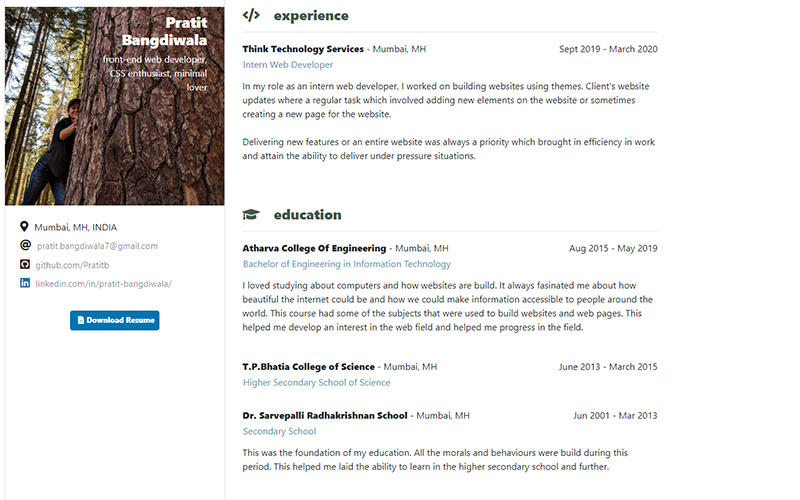 Pratit
Bangdiwala
front-end web developer,
CSS enthusiast, minimal
lover
Mumbai, MH, INDIA
pratit.bangdiwala7@gmail.com
github.com/Pratitb
linkedin.com/in/pratit-bangdiwala/
Download Resume
experience
Think Technology Services - Mumbai, MH Sept 2019 - March 2020
Intern Web Developer
In my role as an intern web developer, I worked on building websites using themes. Client's website
updates where a regular task which involved adding new elements on the website or sometimes
creating a new page for the website.
Delivering new features or an entire website was always a priority which brought in efficiency in work
and attain the ability to deliver under pressure situations.
education
Atharva College Of Engineering - Mumbai, MH Aug 2015 - May 2019
Bachelor of Engineering in Information Technology
I loved studying about computers and how websites are build. It always fasinated me about how
beautiful the internet could be and how we could make information accessible to people around the
world. This course had some of the subjects that were used to build websites and web pages. This
helped me develop an interest in the web field and helped me progress in the field.
T.P.Bhatia College of Science - Mumbai, MH June 2013 - March 2015
Higher Secondary School of Science
Dr. Sarvepalli Radhakrishnan School - Mumbai, MH Jun 2001 - Mar 2013
Secondary School
This was the foundation of my education. All the morals and behaviours were build during this
period. This helped me laid the ability to learn in the higher secondary school and further.